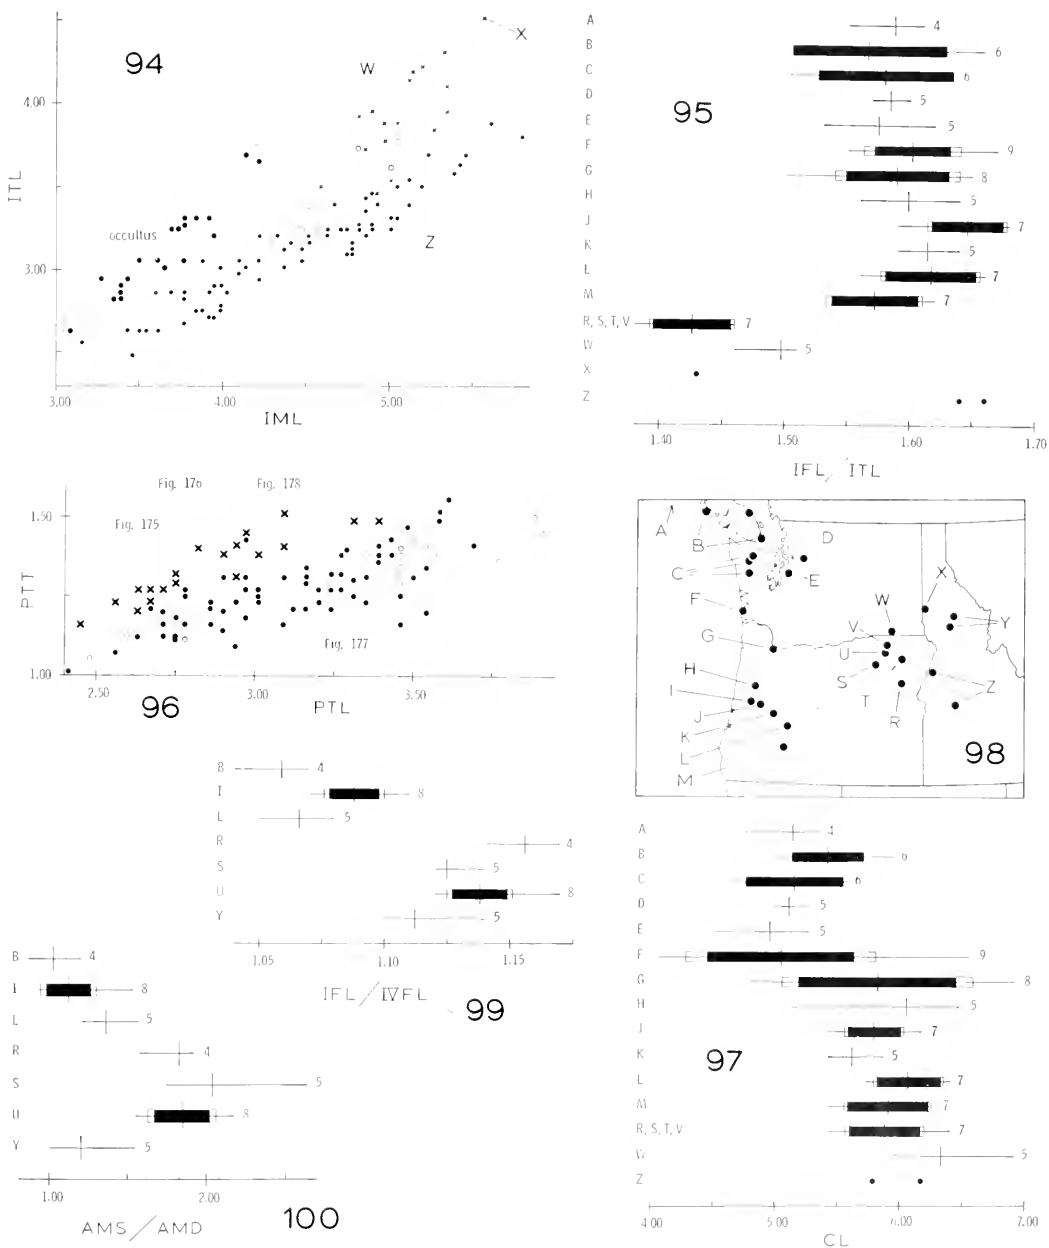 94
4.00
3.00
ITL
occultus
W
X
Z
3.00
4.00
5.00
IML
95
A
4
B
6
C
6
D
5
E
5
F
9
G
8
H
5
J
7
K
5
L
7
M
7
R, S, T, V
7
W
5
X
Z
1.40
1.50
1.60
1.70
IFL/ITL
Fig. 176
Fig. 178
Fig. 175
Fig. 177
1.50
1.00
PTT
2.50
3.00
3.50
PTL
96
A
B
C
D
E
F
G
H
I
J
K
L
M
W
V
U
S
T
R
X
Y
Z
98
B
4
I
8
L
5
R
4
S
5
U
8
Y
5
1.05
1.10
1.15
IFL/IVFL
99
B
4
I
8
L
5
R
4
S
5
U
8
Y
5
1.00
2.00
AMS/AMD
100
A
4
B
6
C
6
D
5
E
5
F
9
G
8
H
5
J
7
K
5
L
7
M
7
R, S, T, V
7
W
5
Z
97
4.00
5.00
6.00
7.00
CL